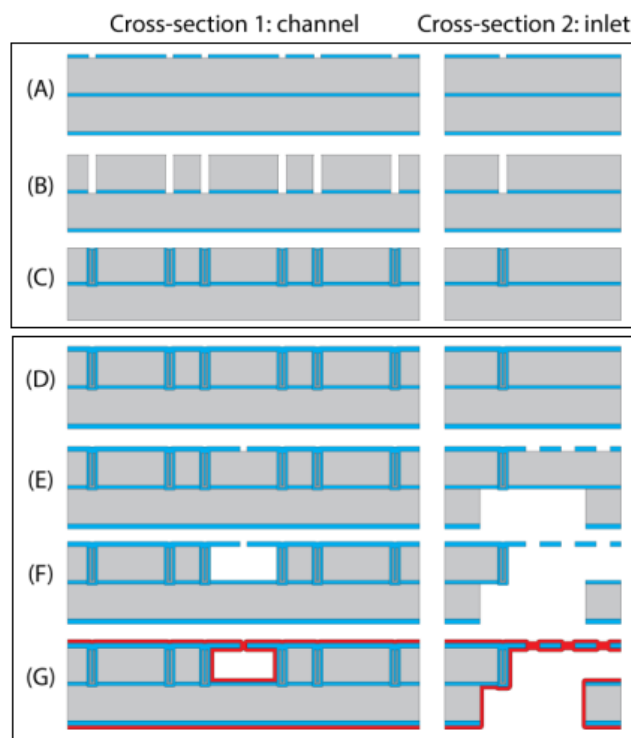 Cross-section 1: channel Cross-section 2: inlet
(A)
(B)
(C)
(D)
(E)
(F)
(G)